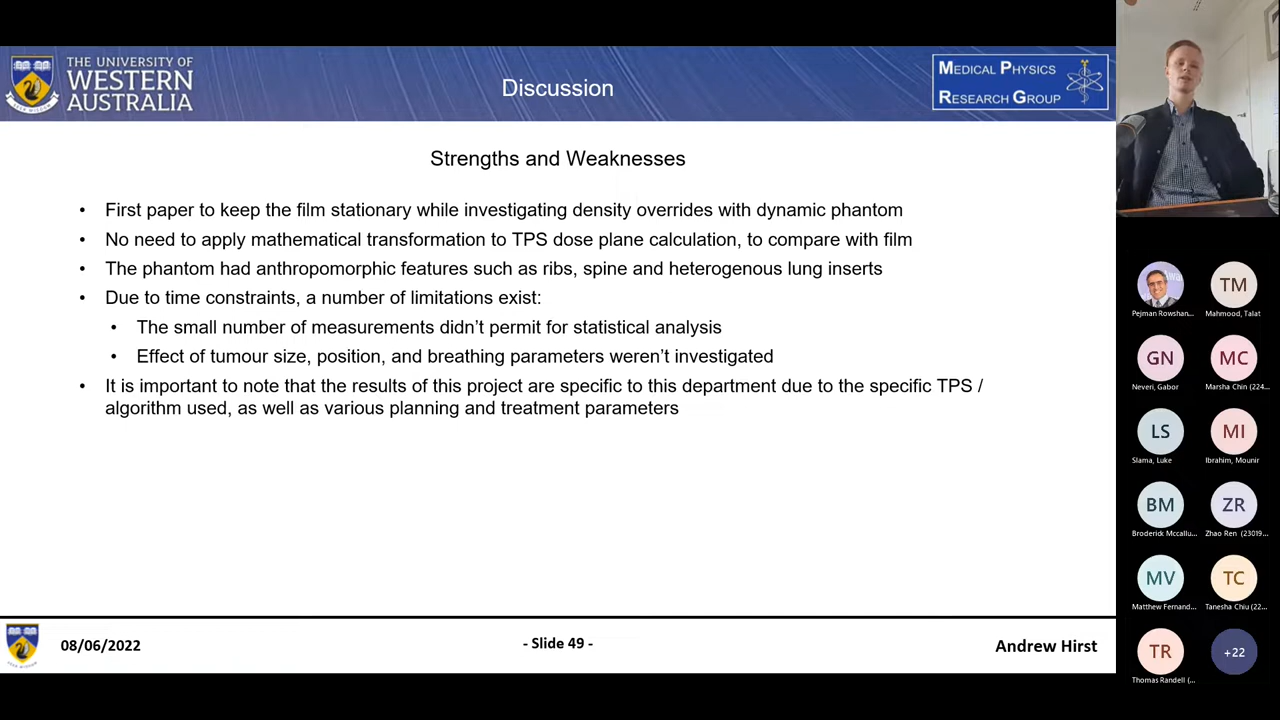 THE UNIVERSITY OF
WESTERN
AUSTRALIA
Discussion
MEDICAL PHYSICS
RESEARCH GROUP
Strengths and Weaknesses
• First paper to keep the film stationary while investigating density overrides with dynamic phantom
• No need to apply mathematical transformation to TPS dose plane calculation, to compare with film
• The phantom had anthropomorphic features such as ribs, spine and heterogenous lung inserts
• Due to time constraints, a number of limitations exist:
• The small number of measurements didn't permit for statistical analysis
• Effect of tumour size, position, and breathing parameters weren't investigated
• It is important to note that the results of this project are specific to this department due to the specific TPS /
algorithm used, as well as various planning and treatment parameters
08/06/2022
- Slide 49 -
Andrew Hirst
Pejman Rowshan...
TM
Mahmood, Talat
GN
Neveri, Gabor
MC
Marsha Chin (224...
LS
Slama, Luke
MI
Ibrahim, Mounir
BM
Broderick Mccallu...
ZR
Zhao Ren (23019...
MV
Matthew Fernand...
TC
Tanesha Chiu (22...
TR
Thomas Randell (...
+22